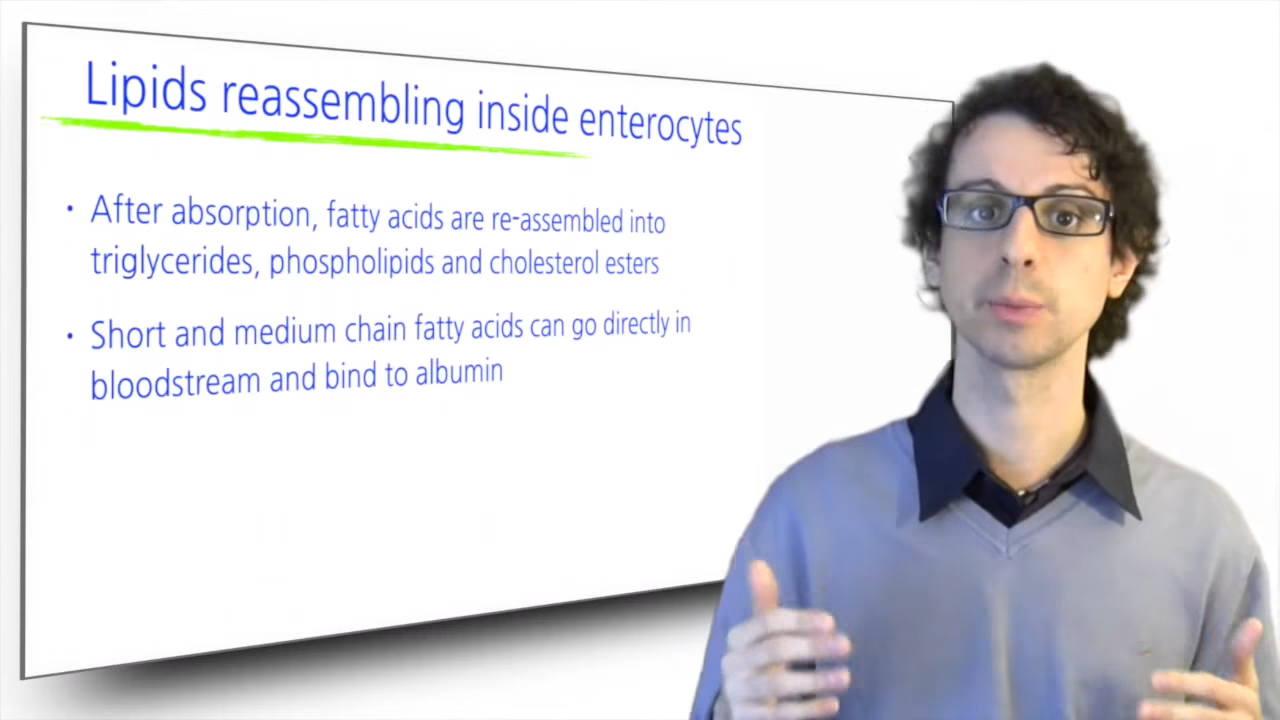 Lipids reassembling inside enterocytes
• After absorption, fatty acids are re-assembled into
triglycerides, phospholipids and cholesterol esters
• Short and medium chain fatty acids can go directly in
bloodstream and bind to albumin